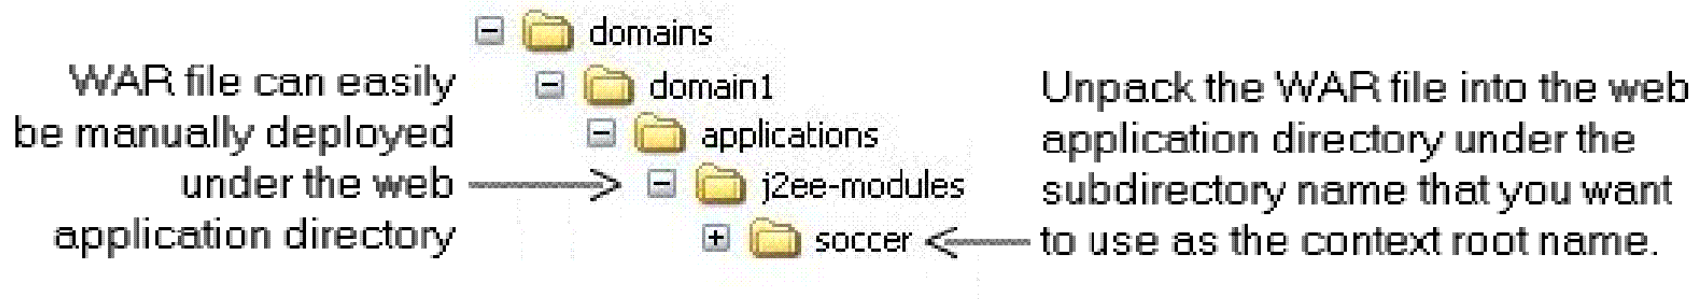 domains
domain1
applications
j2ee-modules
soccer
WAR file can easily
be manually deployed
under the web
application directory
Unpack the WAR file into the web
application directory under the
subdirectory name that you want
to use as the context root name.